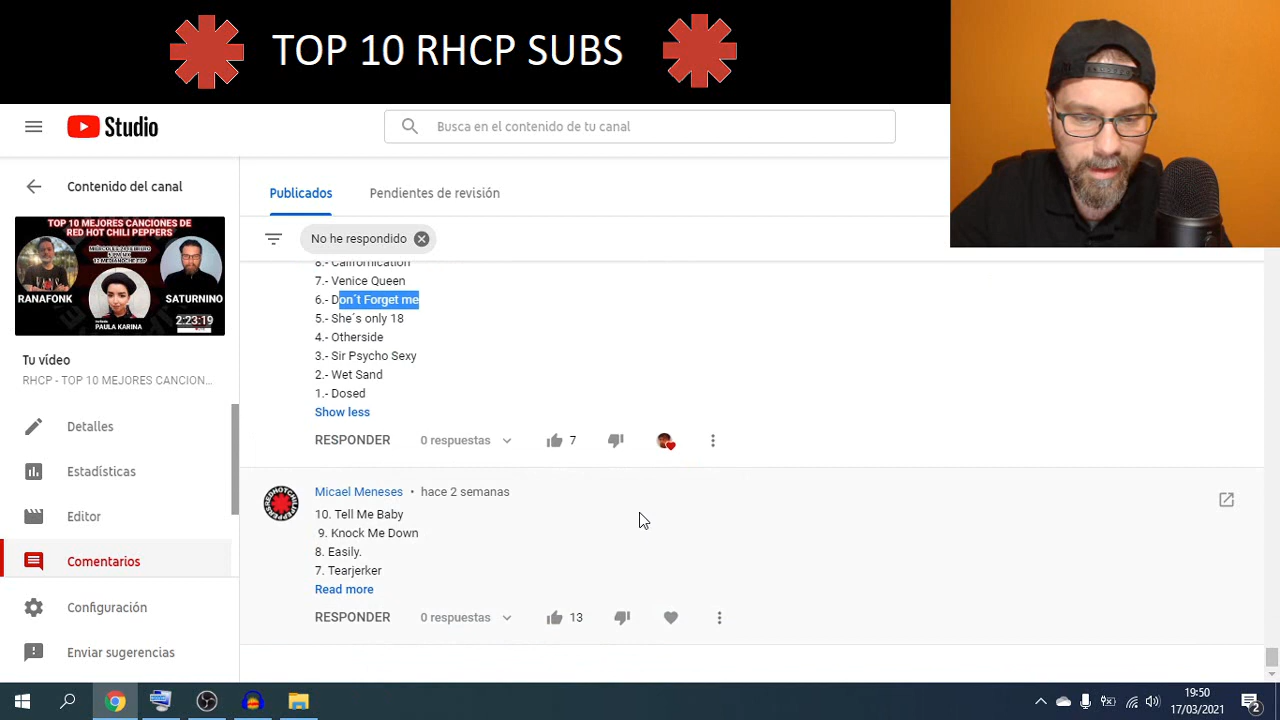 TOP 10 RHCP SUBS
Studio
Busca en el contenido de tu canal
Contenido del canal
TOP 10 MEJORES CANCIONES DE
RED HOT CHILI PEPPERS
RANAFONK
PAULA KARINA
SATURNINO
2:23:19
Tu vídeo
RHCP - TOP 10 MEJORES CANCION...
Detalles
Estadísticas
Editor
Comentarios
Configuración
Enviar sugerencias
Publicados
Pendientes de revisión
No he respondido
8.- Californication
7.- Venice Queen
6.- Don´t Forget me
5.- She´s only 18
4.- Otherside
3.- Sir Psycho Sexy
2.- Wet Sand
1.- Dosed
Show less
RESPONDER 0 respuestas 7
Micael Meneses • hace 2 semanas
10. Tell Me Baby
9. Knock Me Down
8. Easily.
7. Tearjerker
Read more
RESPONDER 0 respuestas 13
19:50
17/03/2021
2